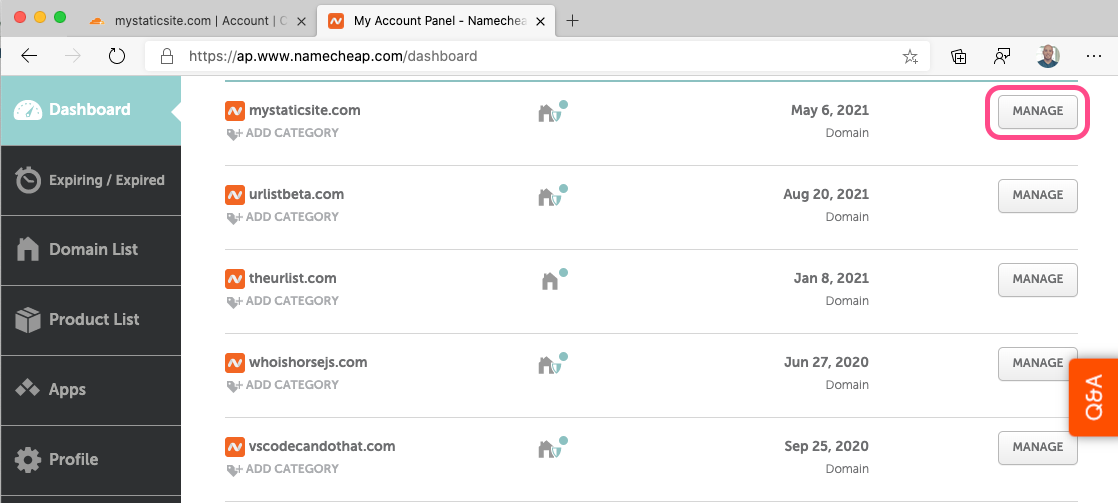 mystaticsite.com | Account | C
My Account Panel - Namechea
https://ap.www.namecheap.com/dashboard
Dashboard
Expiring / Expired
Domain List
Product List
Apps
Profile
mystaticsite.com May 6, 2021 MANAGE
ADD CATEGORY Domain
urlistbeta.com Aug 20, 2021 MANAGE
ADD CATEGORY Domain
theurlist.com Jan 8, 2021 MANAGE
ADD CATEGORY Domain
whoishorsejs.com Jun 27, 2020 MANAGE
ADD CATEGORY Domain
vscodecandothat.com Sep 25, 2020 MANAGE
ADD CATEGORY Domain
Q&A